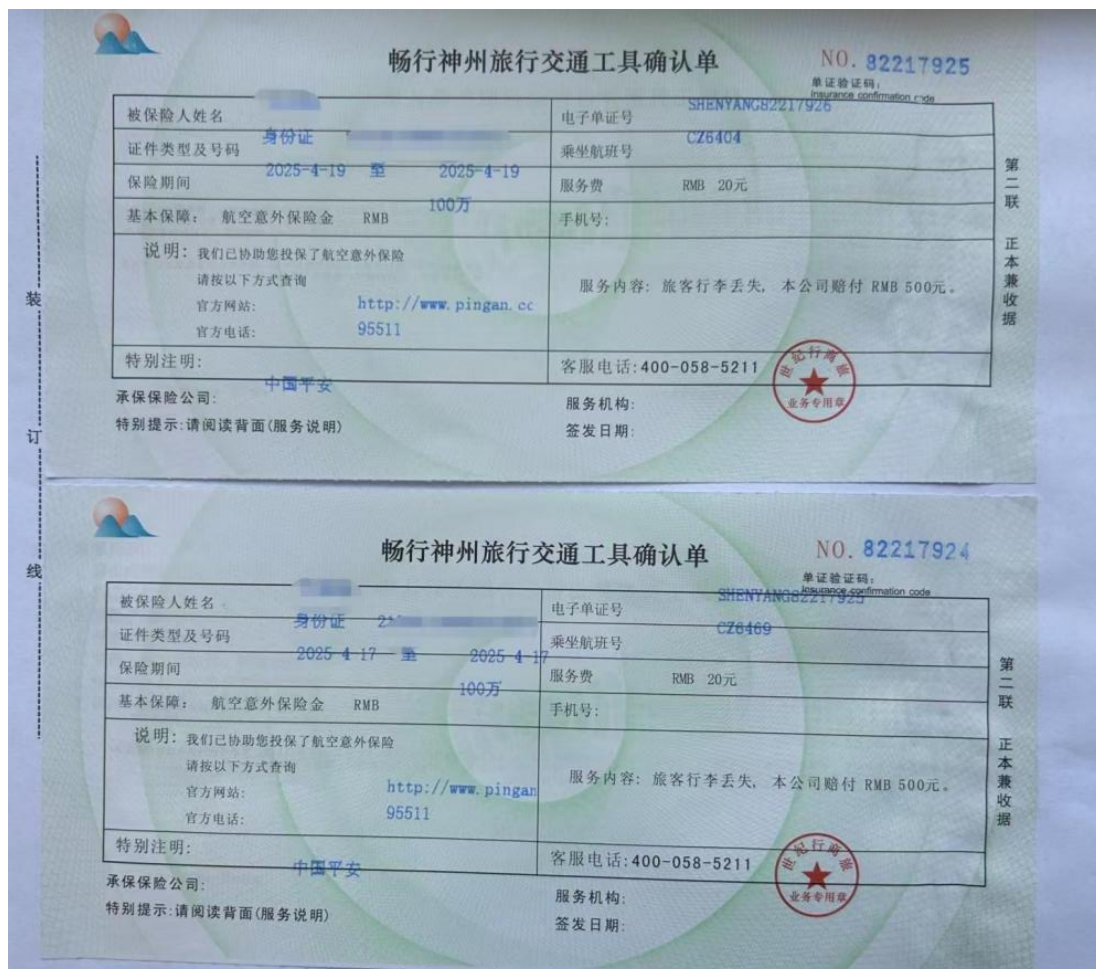 畅行神州旅行交通工具确认单
NO. 82217925
单证验证码:
Insurance confirmation code
被保险人姓名
电子单证号 SHENYANG82217926
证件类型及号码 身份证
乘坐航班号 CZ6404
保险期间 2025-4-19 至 2025-4-19
服务费 RMB 20元
基本保障: 航空意外保险金 RMB 100万
手机号:
说明: 我们已协助您投保了航空意外保险
请按以下方式查询
官方网站: http://www.pingan.cc
官方电话: 95511
服务内容: 旅客行李丢失, 本公司赔付 RMB 500元。
特别注明:
客服电话:400-058-5211
承保保险公司: 中国平安
服务机构:
特别提示:请阅读背面(服务说明)
签发日期:
世纪行商旅
业务专用章
第二联 正本兼收据
装订线
畅行神州旅行交通工具确认单
NO. 82217924
单证验证码:
Insurance confirmation code
被保险人姓名
电子单证号 SHENYANG82217925
证件类型及号码 身份证 2
乘坐航班号 CZ6469
保险期间 2025-4-17 至 2025-4-17
服务费 RMB 20元
基本保障: 航空意外保险金 RMB 100万
手机号:
说明: 我们已协助您投保了航空意外保险
请按以下方式查询
官方网站: http://www.pingan
官方电话: 95511
服务内容: 旅客行李丢失, 本公司赔付 RMB 500元。
特别注明:
客服电话:400-058-5211
承保保险公司: 中国平安
服务机构:
特别提示:请阅读背面(服务说明)
签发日期:
世纪行商旅
业务专用章
第二联 正本兼收据